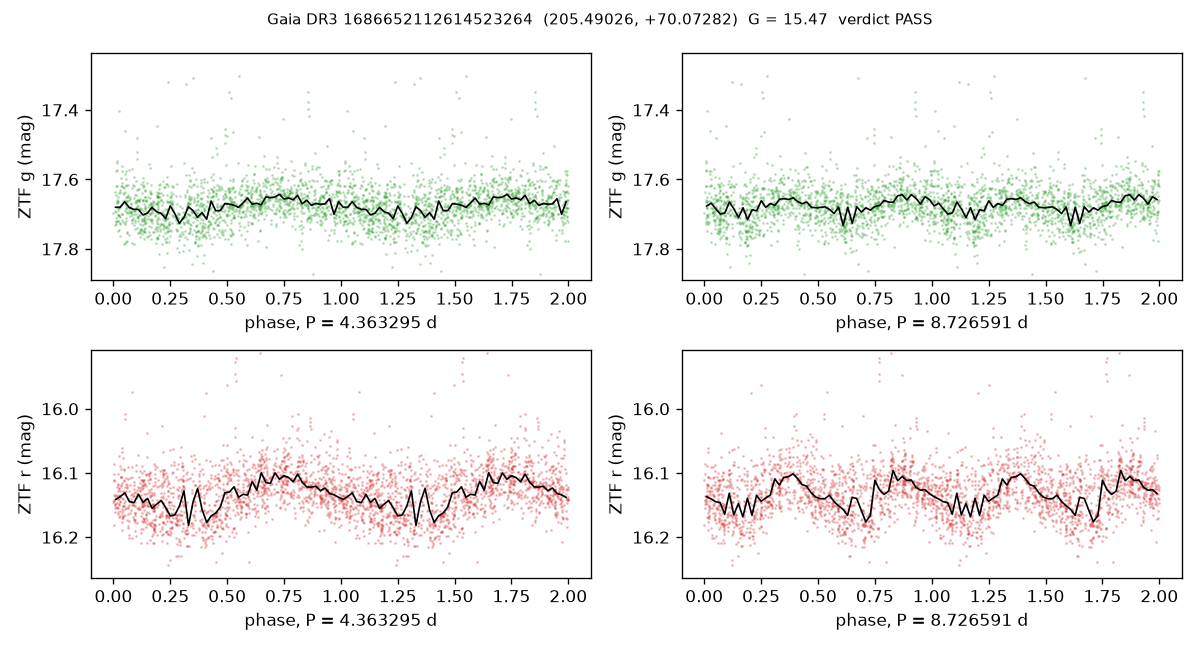 Gaia DR3 1686652112614523264  (205.49026, +70.07282)  G = 15.47  verdict PASS
ZTF g (mag)
17.4
17.6
17.8
0.00 0.25 0.50 0.75 1.00 1.25 1.50 1.75 2.00
phase, P = 4.363295 d
ZTF g (mag)
17.4
17.6
17.8
0.00 0.25 0.50 0.75 1.00 1.25 1.50 1.75 2.00
phase, P = 8.726591 d
ZTF r (mag)
16.0
16.1
16.2
0.00 0.25 0.50 0.75 1.00 1.25 1.50 1.75 2.00
phase, P = 4.363295 d
ZTF r (mag)
16.0
16.1
16.2
0.00 0.25 0.50 0.75 1.00 1.25 1.50 1.75 2.00
phase, P = 8.726591 d